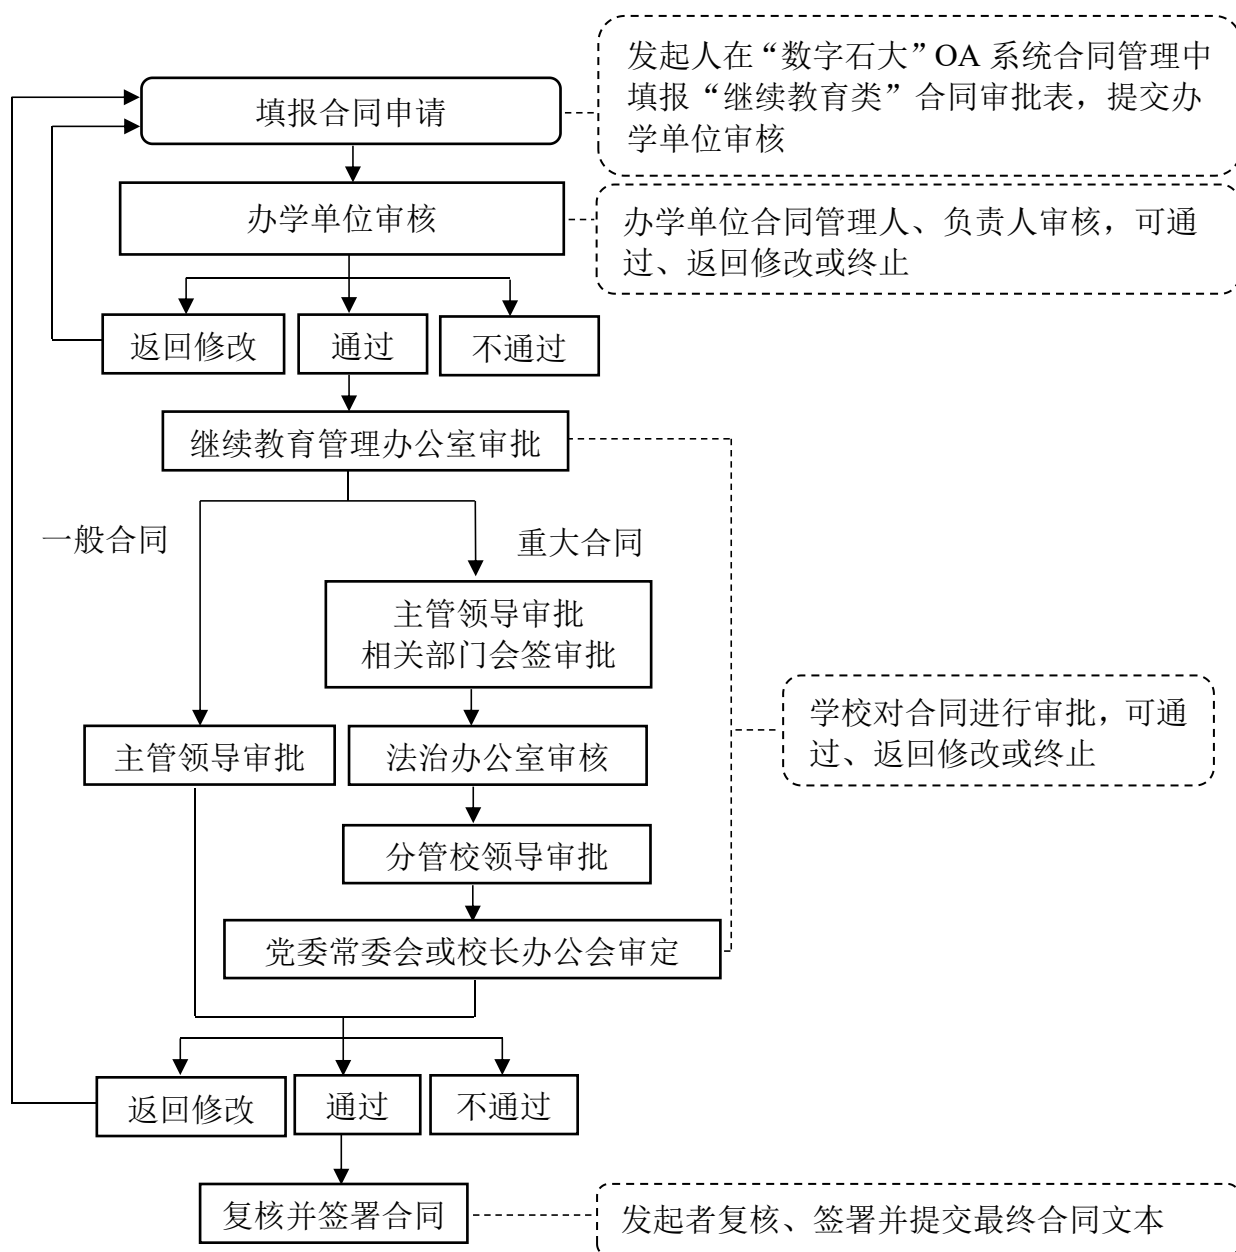 填报合同申请
发起人在“数字石大”OA 系统合同管理中
填报“继续教育类”合同审批表，提交办
学单位审核
办学单位审核
办学单位合同管理人、负责人审核，可通
过、返回修改或终止
返回修改
通过
不通过
继续教育管理办公室审批
一般合同
重大合同
主管领导审批
相关部门会签审批
主管领导审批
法治办公室审核
学校对合同进行审批，可通
过、返回修改或终止
分管校领导审批
党委常委会或校长办公会审定
返回修改
通过
不通过
复核并签署合同
发起者复核、签署并提交最终合同文本